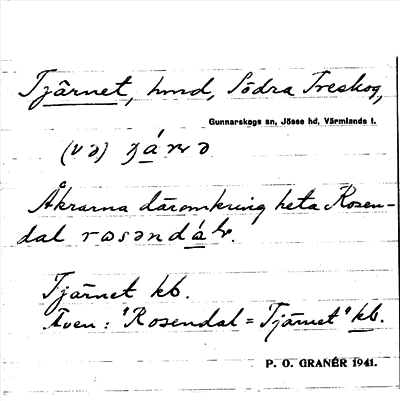 Tjärnet, hmd, Södra Treskog,
Gunnarskogs sn, Jösse hd, Värmlands l.
Åkrarna däromkring heta Rosen-
dal
Tjärnet kb.
Även: "Rosendal = Tjärnet" kb.
P. O. GRANÉR 1941.